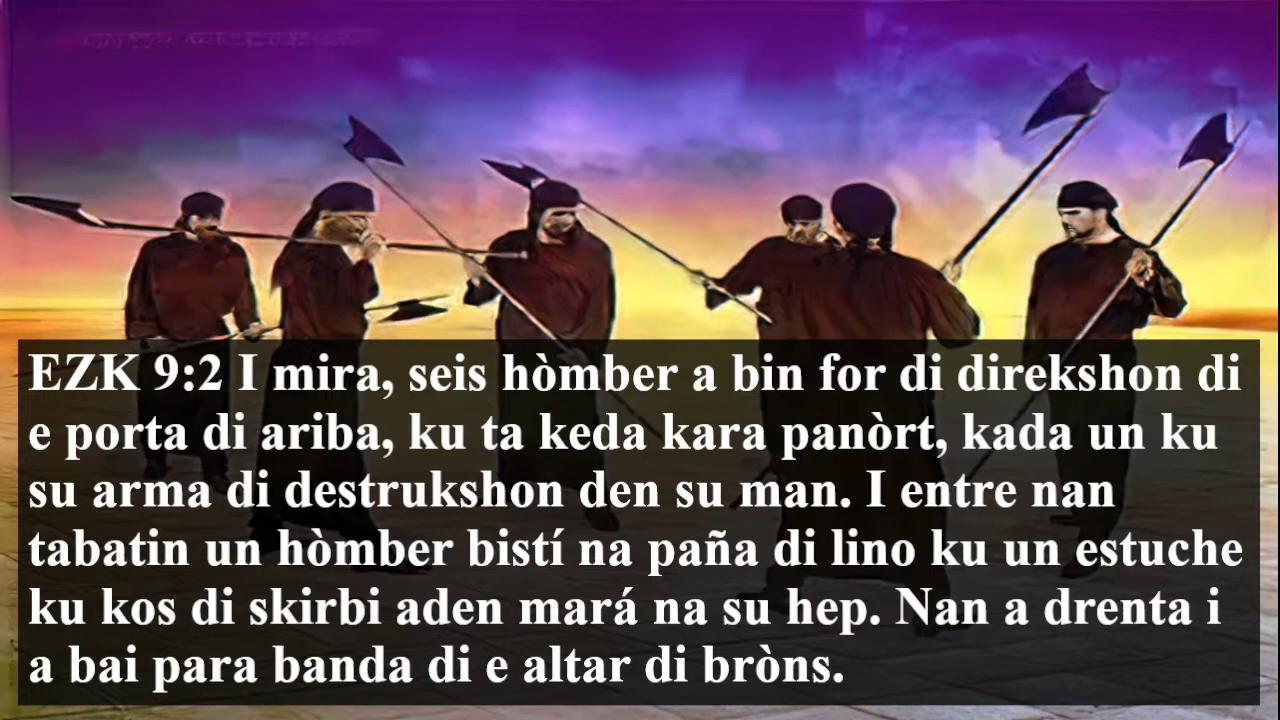 EZK 9:2 I mira, seis hòmber a bin for di direkshon di
e porta di ariba, ku ta keda kara panòrt, kada un ku
su arma di destrukshon den su man. I entre nan
tabatin un hòmber bistí na paña di lino ku un estuche
ku kos di skirbi aden mará na su hep. Nan a drenta i
a bai para banda di e altar di bròns.